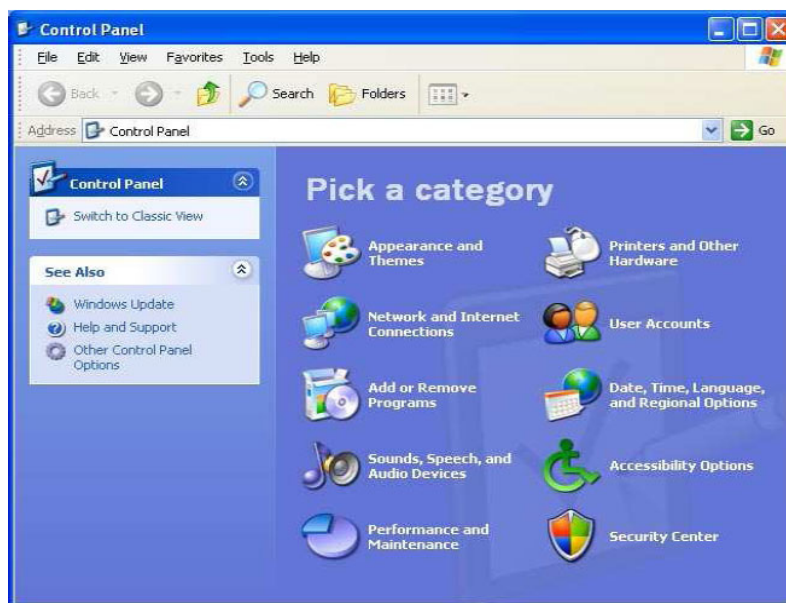 Control Panel
File Edit View Favorites Tools Help
Back Search Folders
Address Control Panel Go
Control Panel
Switch to Classic View
See Also
Windows Update
Help and Support
Other Control Panel
Options
Pick a category
Appearance and
Themes
Printers and Other
Hardware
Network and Internet
Connections
User Accounts
Add or Remove
Programs
Date, Time, Language,
and Regional Options
Sounds, Speech, and
Audio Devices
Accessibility Options
Performance and
Maintenance
Security Center